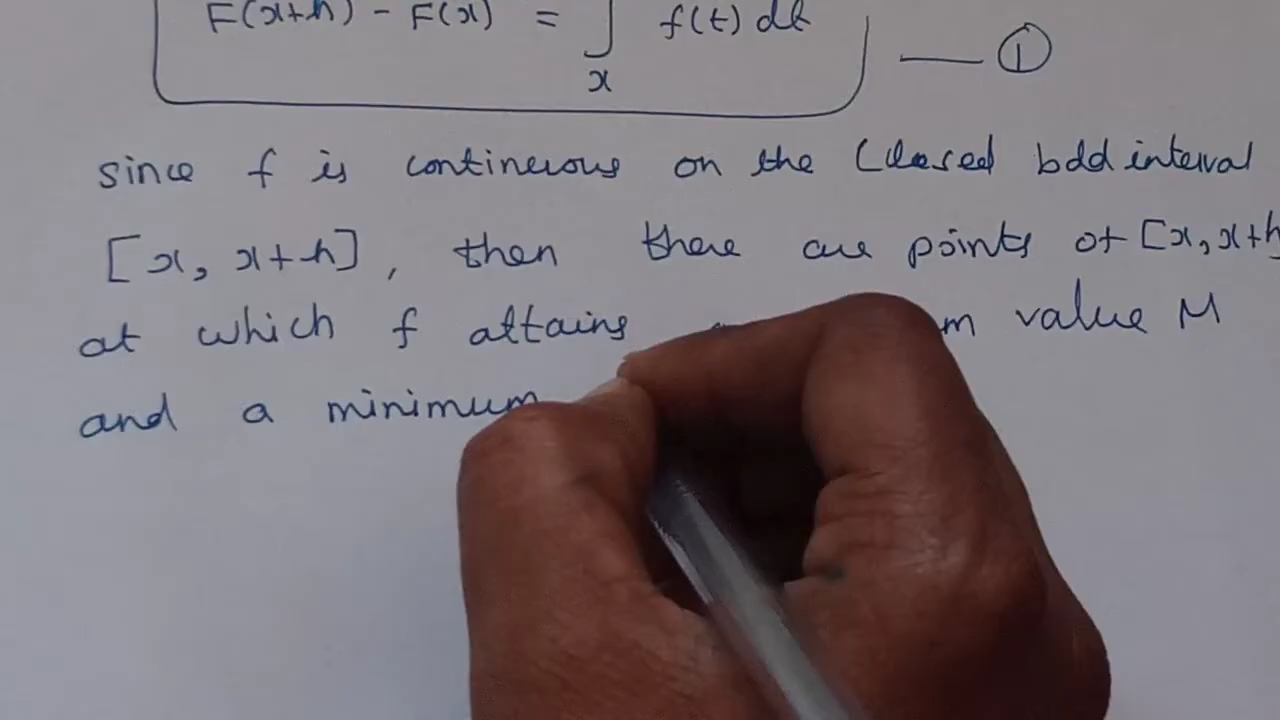 F(x+h) - F(x) = ∫ₓ f(t) dt —— ①
since f is continuous on the closed bdd interval
[x, x+h], then there are points of [x, x+h
at which f attains value M
and a minimum